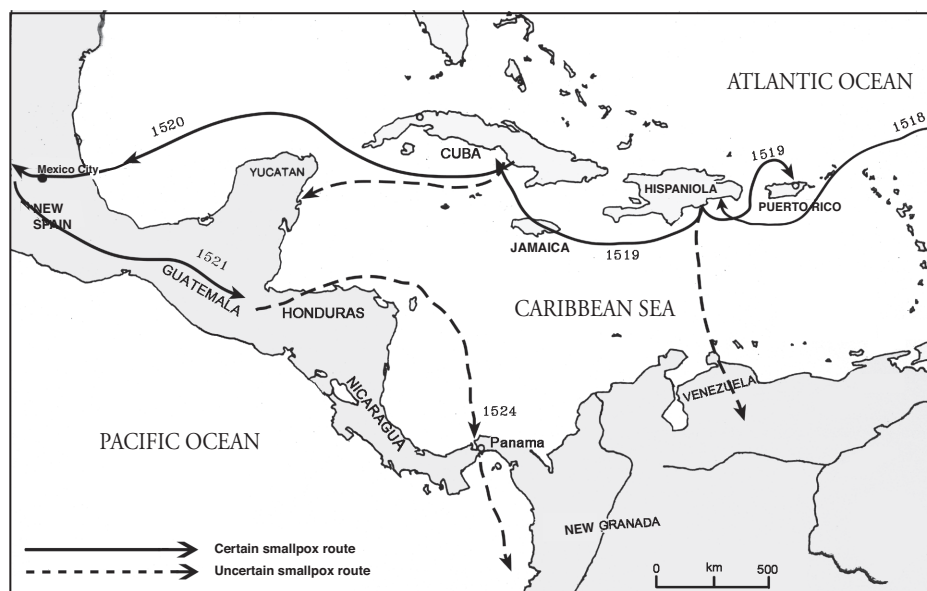 ATLANTIC OCEAN
1518
1520
1519
CUBA
Mexico City
YUCATAN
HISPANIOLA
PUERTO RICO
NEW
SPAIN
JAMAICA
1519
1521
GUATEMALA
HONDURAS
CARIBBEAN SEA
NICARAGUA
VENEZUELA
1524
PACIFIC OCEAN
Panama
NEW GRANADA
Certain smallpox route
Uncertain smallpox route
0 km 500